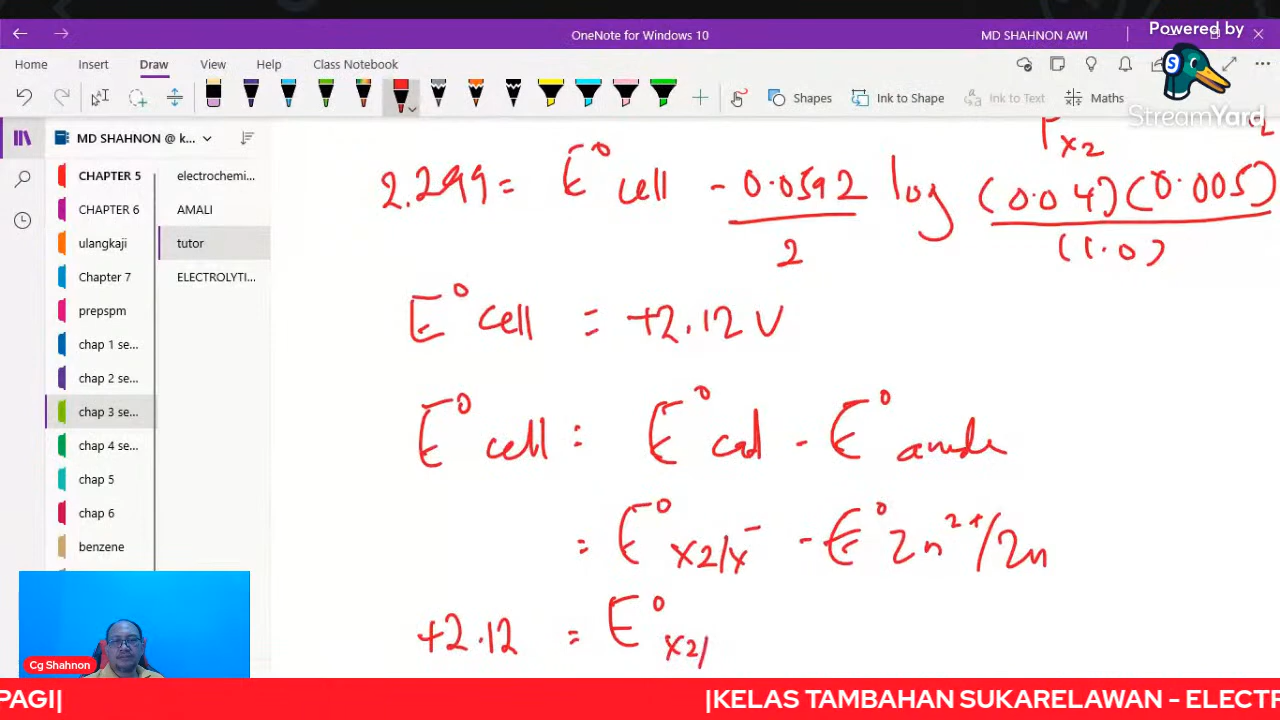 OneNote for Windows 10
MD SHAHNON AWI
Powered by
StreamYard
Home Insert Draw View Help Class Notebook
Shapes Ink to Shape Ink to Text Maths
MD SHAHNON @ k...
CHAPTER 5
CHAPTER 6
ulangkaji
Chapter 7
prepspm
chap 1 se...
chap 2 se...
chap 3 se...
chap 4 se...
chap 5
chap 6
benzene
electrochemi...
AMALI
tutor
ELECTROLYTI...
P x2
2.299 = E° cell - 0.0592/2 log (0.04)(0.005)/(1.0)
E° cell = +2.12 V
E° cell = E° cat - E° anode
= E° X2/X⁻ - E° Zn²⁺/Zn
+2.12 = E° X2/
Cg Shahnon
PAGI| |KELAS TAMBAHAN SUKARELAWAN - ELECTR